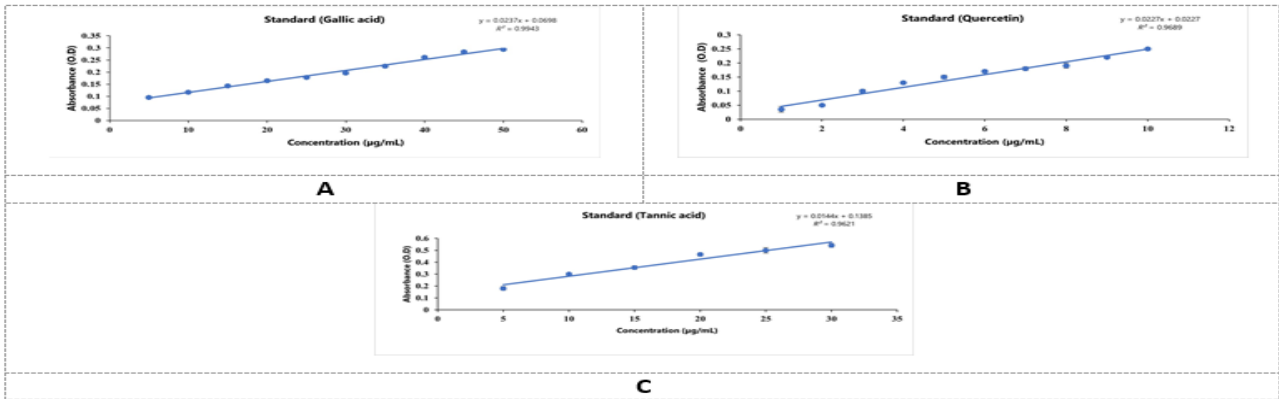 Standard (Gallic acid)
y = 0.0237x + 0.0698
R² = 0.9943
Absorbance (O.D)
0.35
0.3
0.25
0.2
0.15
0.1
0.05
0
0 10 20 30 40 50 60
Concentration (µg/mL)
Standard (Quercetin)
y = 0.0227x + 0.0227
R² = 0.9689
Absorbance (O.D)
0.3
0.25
0.2
0.15
0.1
0.05
0
0 2 4 6 8 10 12
Concentration (µg/mL)
A
B
Standard (Tannic acid)
y = 0.0144x + 0.1385
R² = 0.9621
Absorbance (O.D)
0.6
0.5
0.4
0.3
0.2
0.1
0
0 5 10 15 20 25 30 35
Concentration (µg/mL)
C